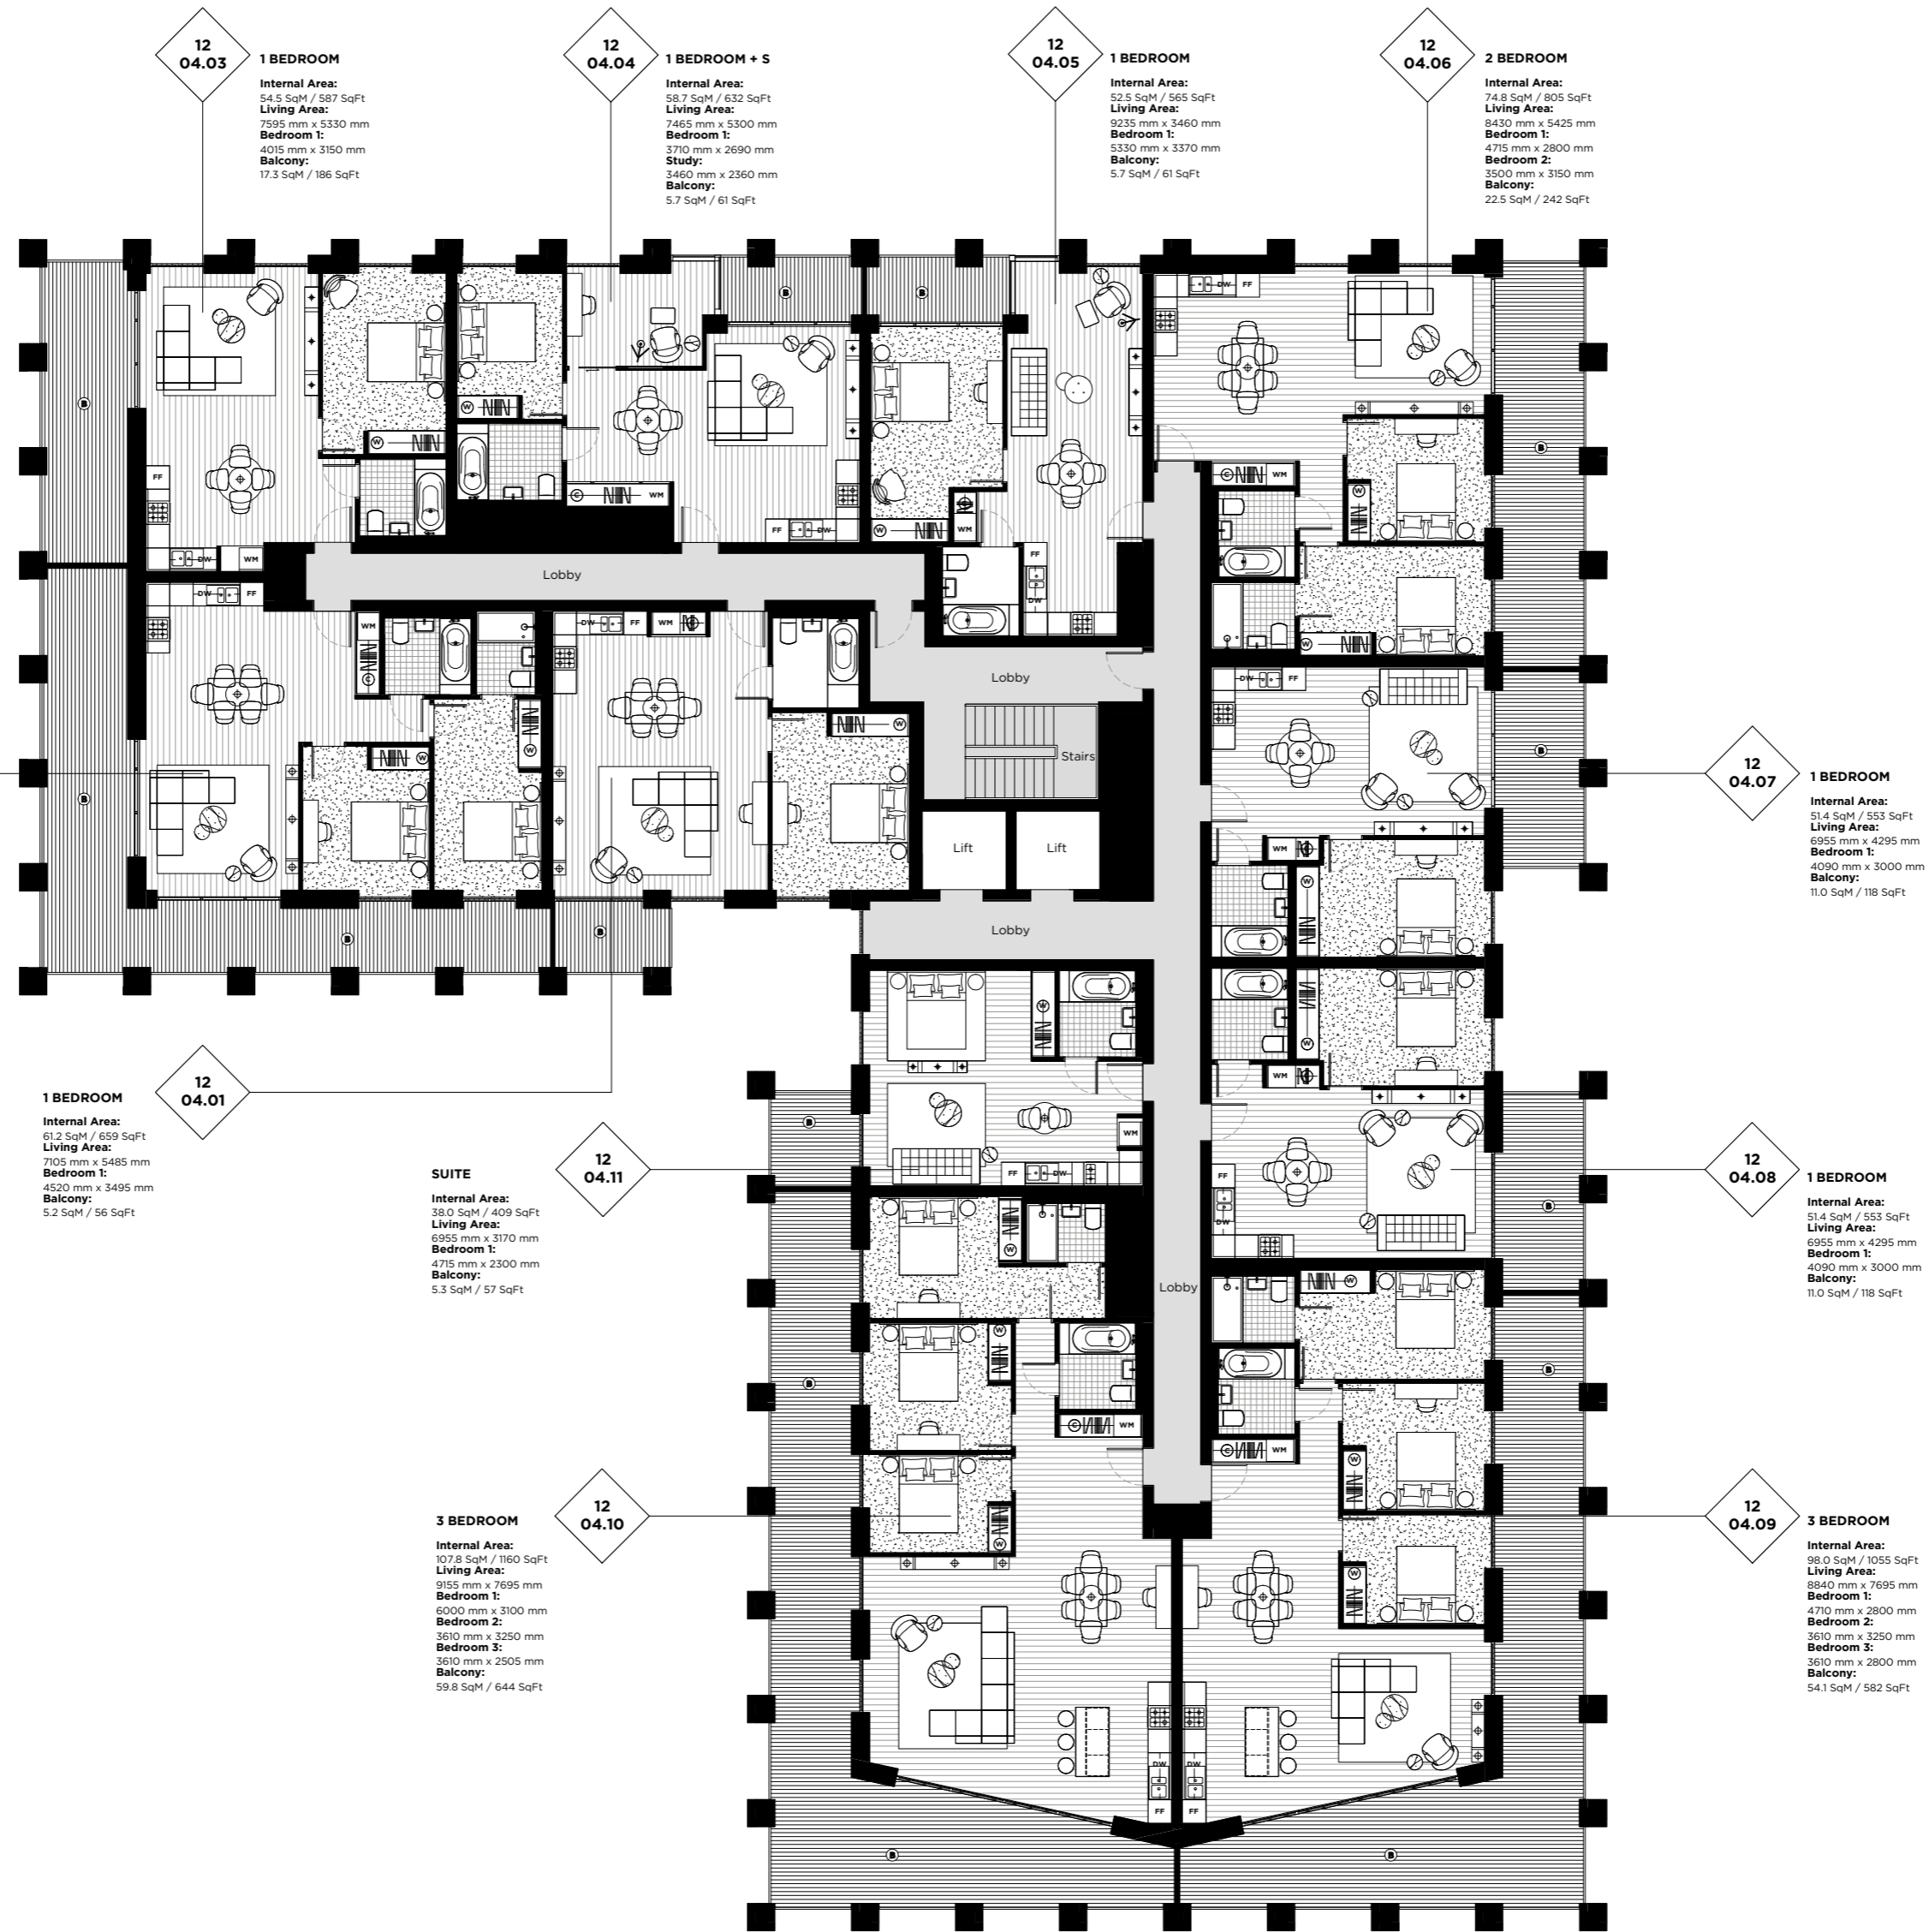 12
04.03
1 BEDROOM
Internal Area:
54.5 SqM / 587 SqFt
Living Area:
7595 mm x 5330 mm
Bedroom 1:
4015 mm x 3150 mm
Balcony:
17.3 SqM / 186 SqFt
12
04.04
1 BEDROOM + S
Internal Area:
58.7 SqM / 632 SqFt
Living Area:
7465 mm x 5300 mm
Bedroom 1:
3710 mm x 2690 mm
Study:
3460 mm x 2360 mm
Balcony:
5.7 SqM / 61 SqFt
12
04.05
1 BEDROOM
Internal Area:
52.5 SqM / 565 SqFt
Living Area:
9235 mm x 3460 mm
Bedroom 1:
5330 mm x 3370 mm
Balcony:
5.7 SqM / 61 SqFt
12
04.06
2 BEDROOM
Internal Area:
74.8 SqM / 805 SqFt
Living Area:
8430 mm x 5425 mm
Bedroom 1:
4715 mm x 2800 mm
Bedroom 2:
3500 mm x 3150 mm
Balcony:
22.5 SqM / 242 SqFt
Lobby
Lobby
Stairs
Lift
Lift
Lobby
Lobby
12
04.07
1 BEDROOM
Internal Area:
51.4 SqM / 553 SqFt
Living Area:
6955 mm x 4295 mm
Bedroom 1:
4090 mm x 3000 mm
Balcony:
11.0 SqM / 118 SqFt
12
04.01
1 BEDROOM
Internal Area:
61.2 SqM / 659 SqFt
Living Area:
7105 mm x 5485 mm
Bedroom 1:
4520 mm x 3495 mm
Balcony:
5.2 SqM / 56 SqFt
12
04.11
SUITE
Internal Area:
38.0 SqM / 409 SqFt
Living Area:
6955 mm x 3170 mm
Bedroom 1:
4715 mm x 2300 mm
Balcony:
5.3 SqM / 57 SqFt
12
04.08
1 BEDROOM
Internal Area:
51.4 SqM / 553 SqFt
Living Area:
6955 mm x 4295 mm
Bedroom 1:
4090 mm x 3000 mm
Balcony:
11.0 SqM / 118 SqFt
12
04.10
3 BEDROOM
Internal Area:
107.8 SqM / 1160 SqFt
Living Area:
9155 mm x 7695 mm
Bedroom 1:
6000 mm x 3100 mm
Bedroom 2:
3610 mm x 3250 mm
Bedroom 3:
3610 mm x 2505 mm
Balcony:
59.8 SqM / 644 SqFt
12
04.09
3 BEDROOM
Internal Area:
98.0 SqM / 1055 SqFt
Living Area:
8840 mm x 7695 mm
Bedroom 1:
4710 mm x 2800 mm
Bedroom 2:
3610 mm x 3250 mm
Bedroom 3:
3610 mm x 2800 mm
Balcony:
54.1 SqM / 582 SqFt